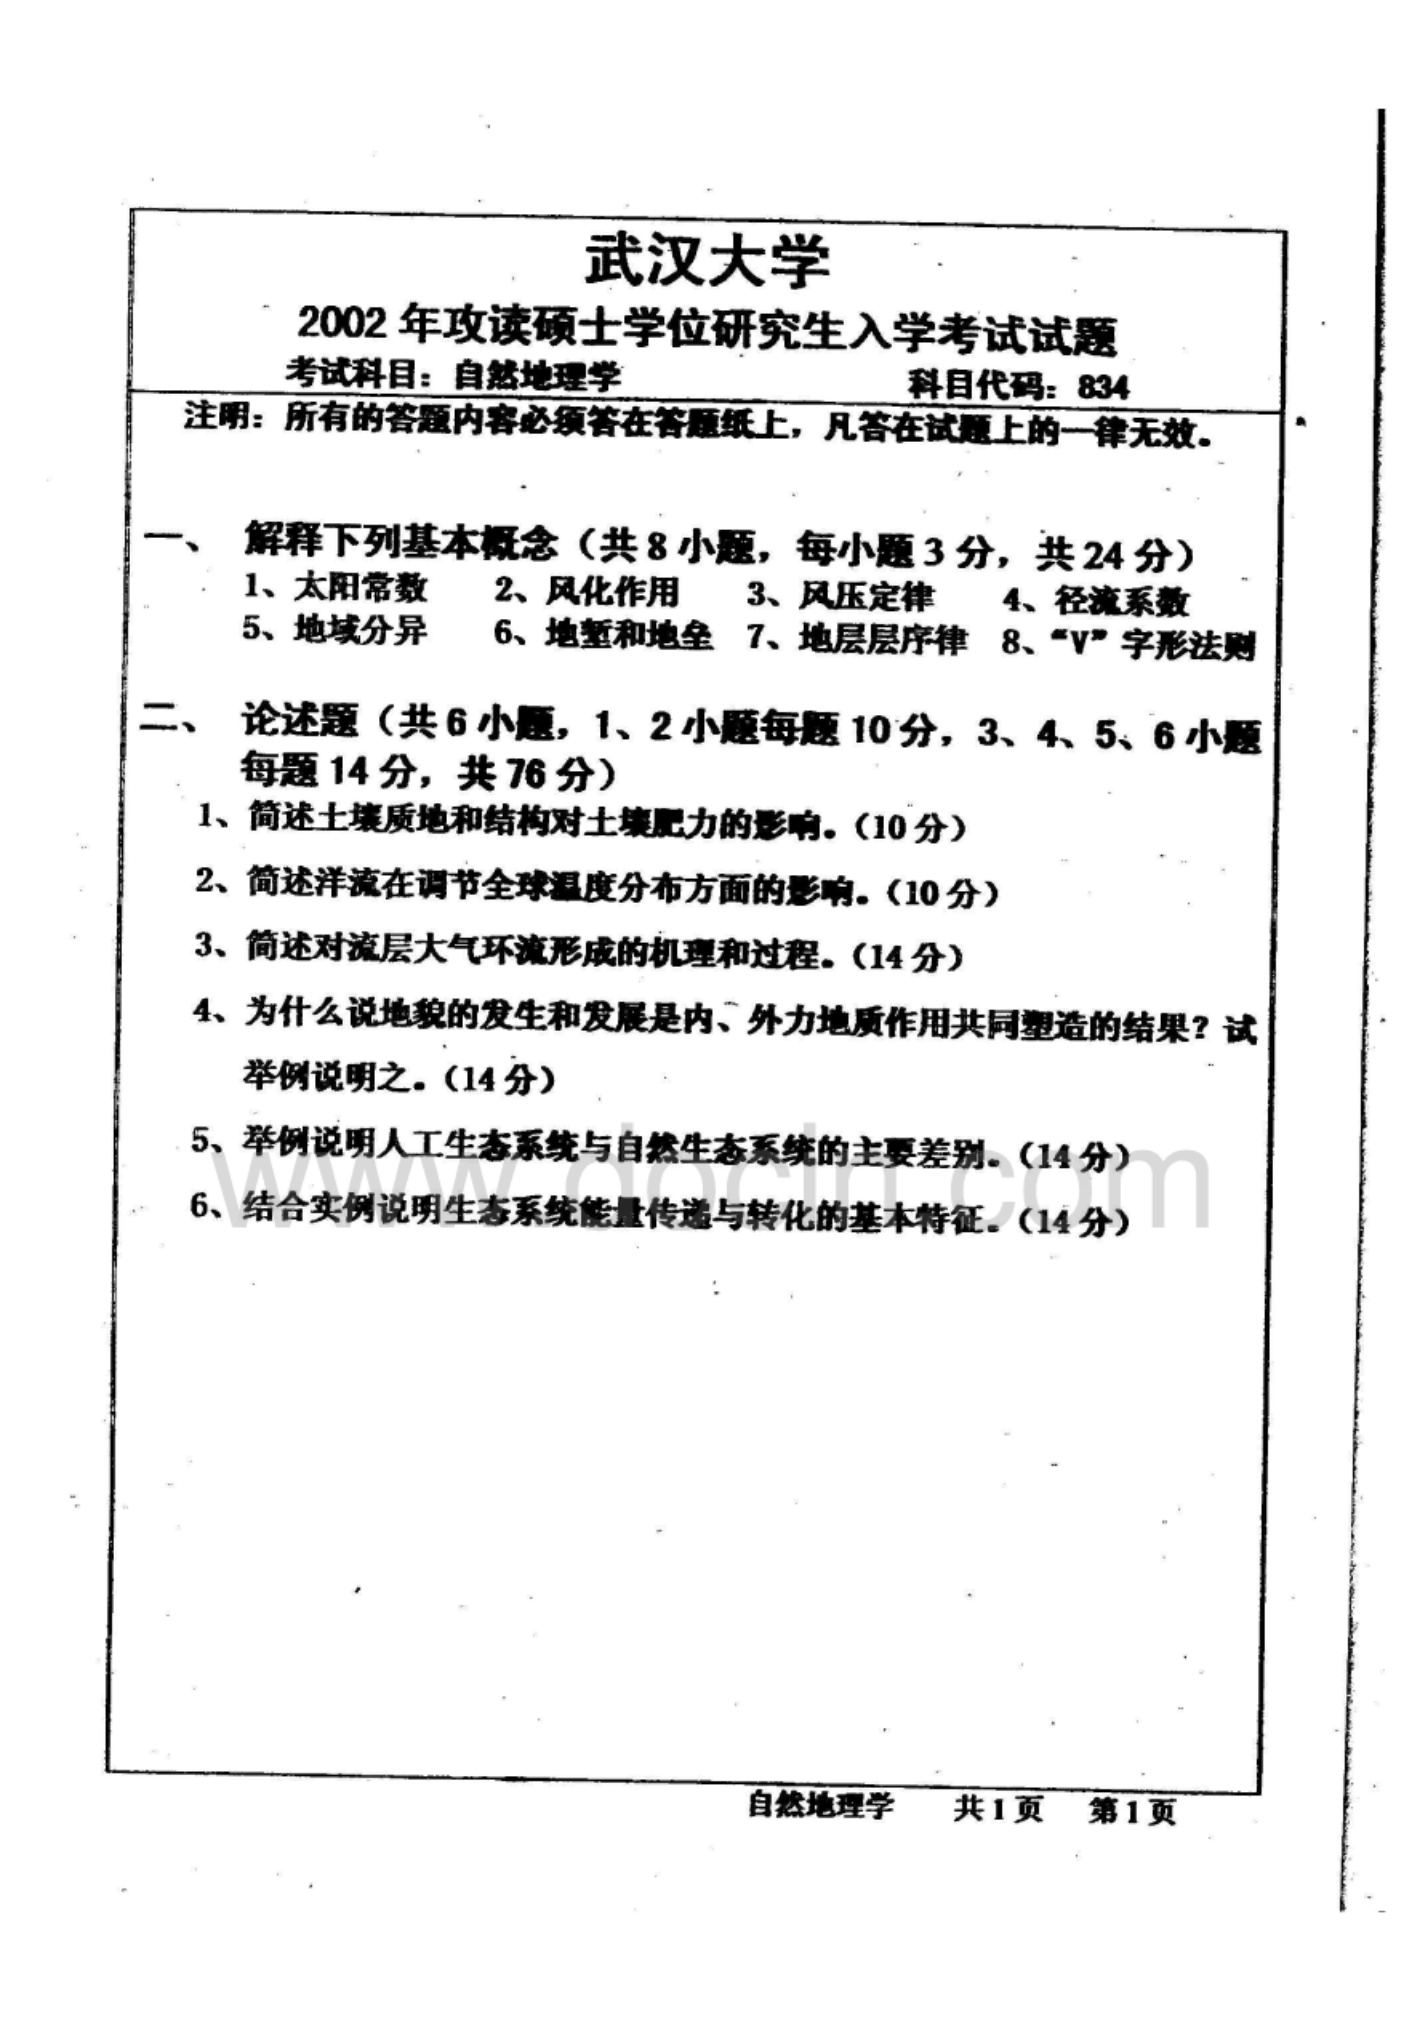 武汉大学
2002年攻读硕士学位研究生入学考试试题
考试科目：自然地理学 科目代码：834
注明：所有的答题内容必须答在答题纸上，凡答在试题上的一律无效。
一、 解释下列基本概念（共8小题，每小题3分，共24分）
1、太阳常数 2、风化作用 3、风压定律 4、径流系数
5、地域分异 6、地堑和地垒 7、地层层序律 8、“V”字形法则
二、 论述题（共6小题，1、2小题每题10分，3、4、5、6小题
每题14分，共76分）
1、简述土壤质地和结构对土壤肥力的影响。（10分）
2、简述洋流在调节全球温度分布方面的影响。（10分）
3、简述对流层大气环流形成的机理和过程。（14分）
4、为什么说地貌的发生和发展是内、外力地质作用共同塑造的结果？试
举例说明之。（14分）
5、举例说明人工生态系统与自然生态系统的主要差别。（14分）
6、结合实例说明生态系统能量传递与转化的基本特征。（14分）
www.docin.com
自然地理学 共1页 第1页